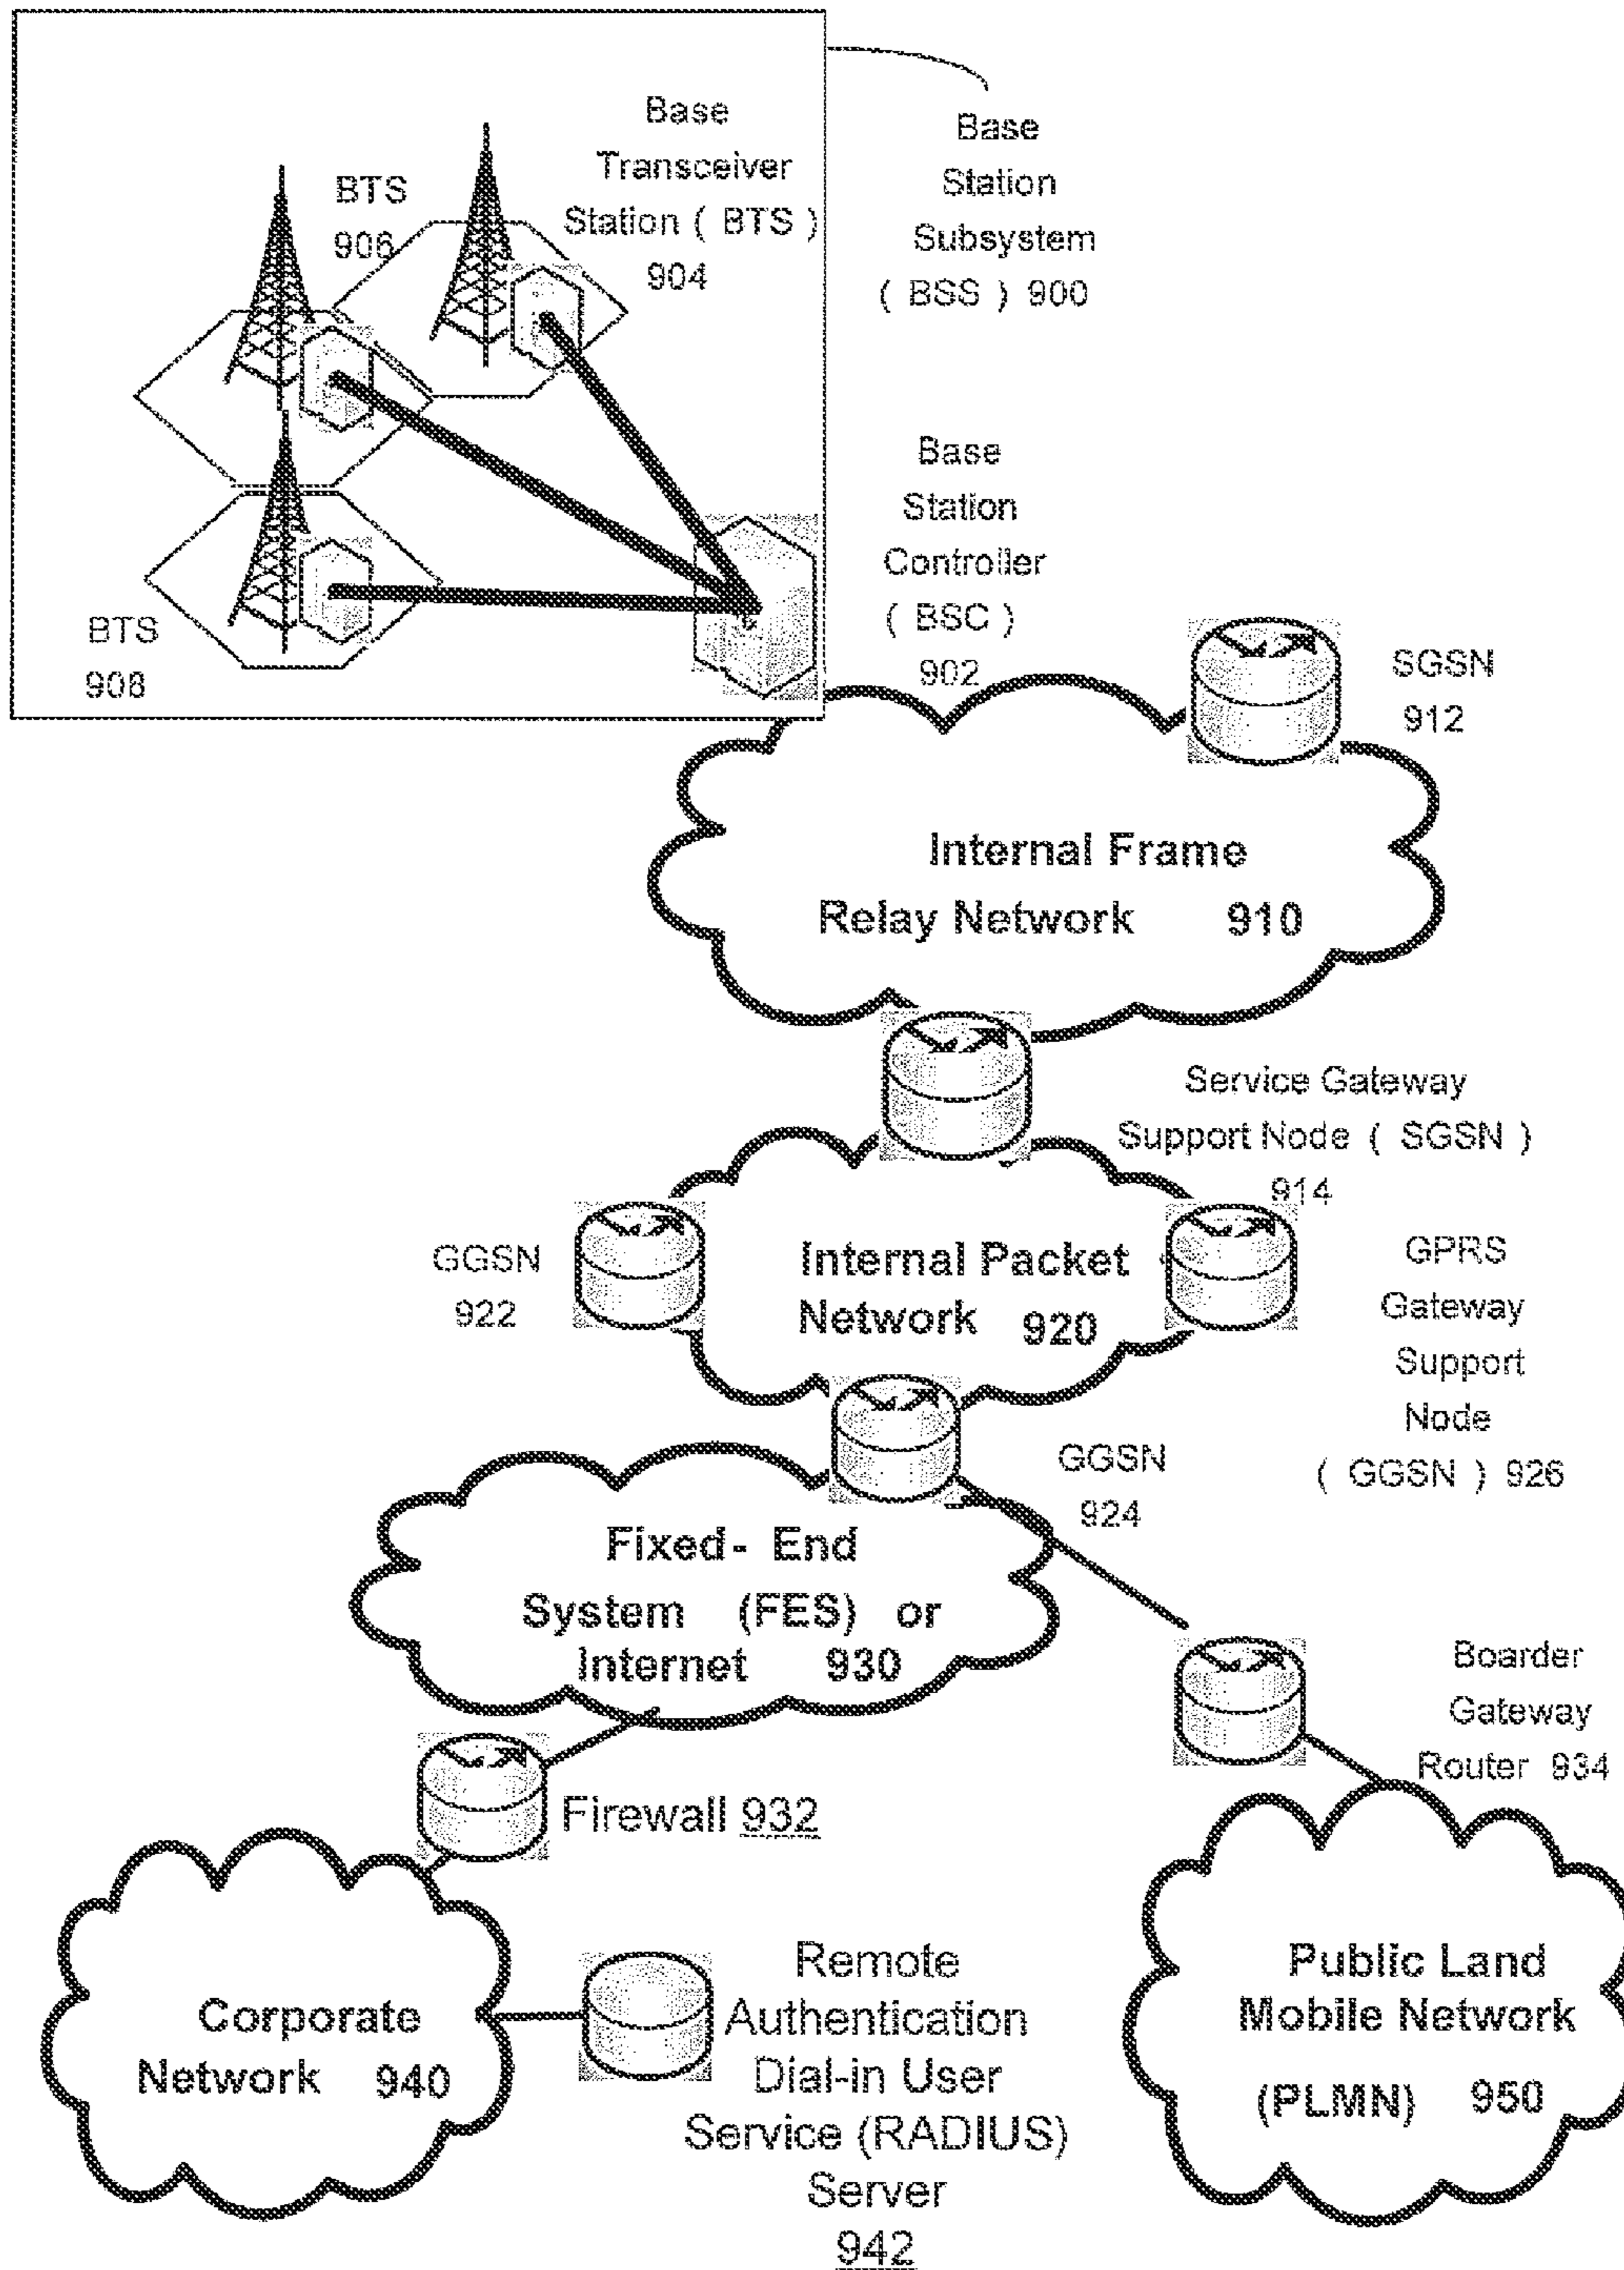 Base
Transceiver
Station ( BTS )
904
BTS
906
BTS
908
Base
Station
Subsystem
( BSS ) 900
Base
Station
Controller
( BSC )
902
SGSN
912
Internal Frame
Relay Network 910
Service Gateway
Support Node ( SGSN )
914
GGSN
922
Internal Packet
Network 920
GPRS
Gateway
Support
Node
( GGSN ) 926
GGSN
924
Fixed- End
System (FES) or
Internet 930
Boarder
Gateway
Router 934
Firewall 932
Corporate
Network 940
Remote
Authentication
Dial-in User
Service (RADIUS)
Server
942
Public Land
Mobile Network
(PLMN) 950